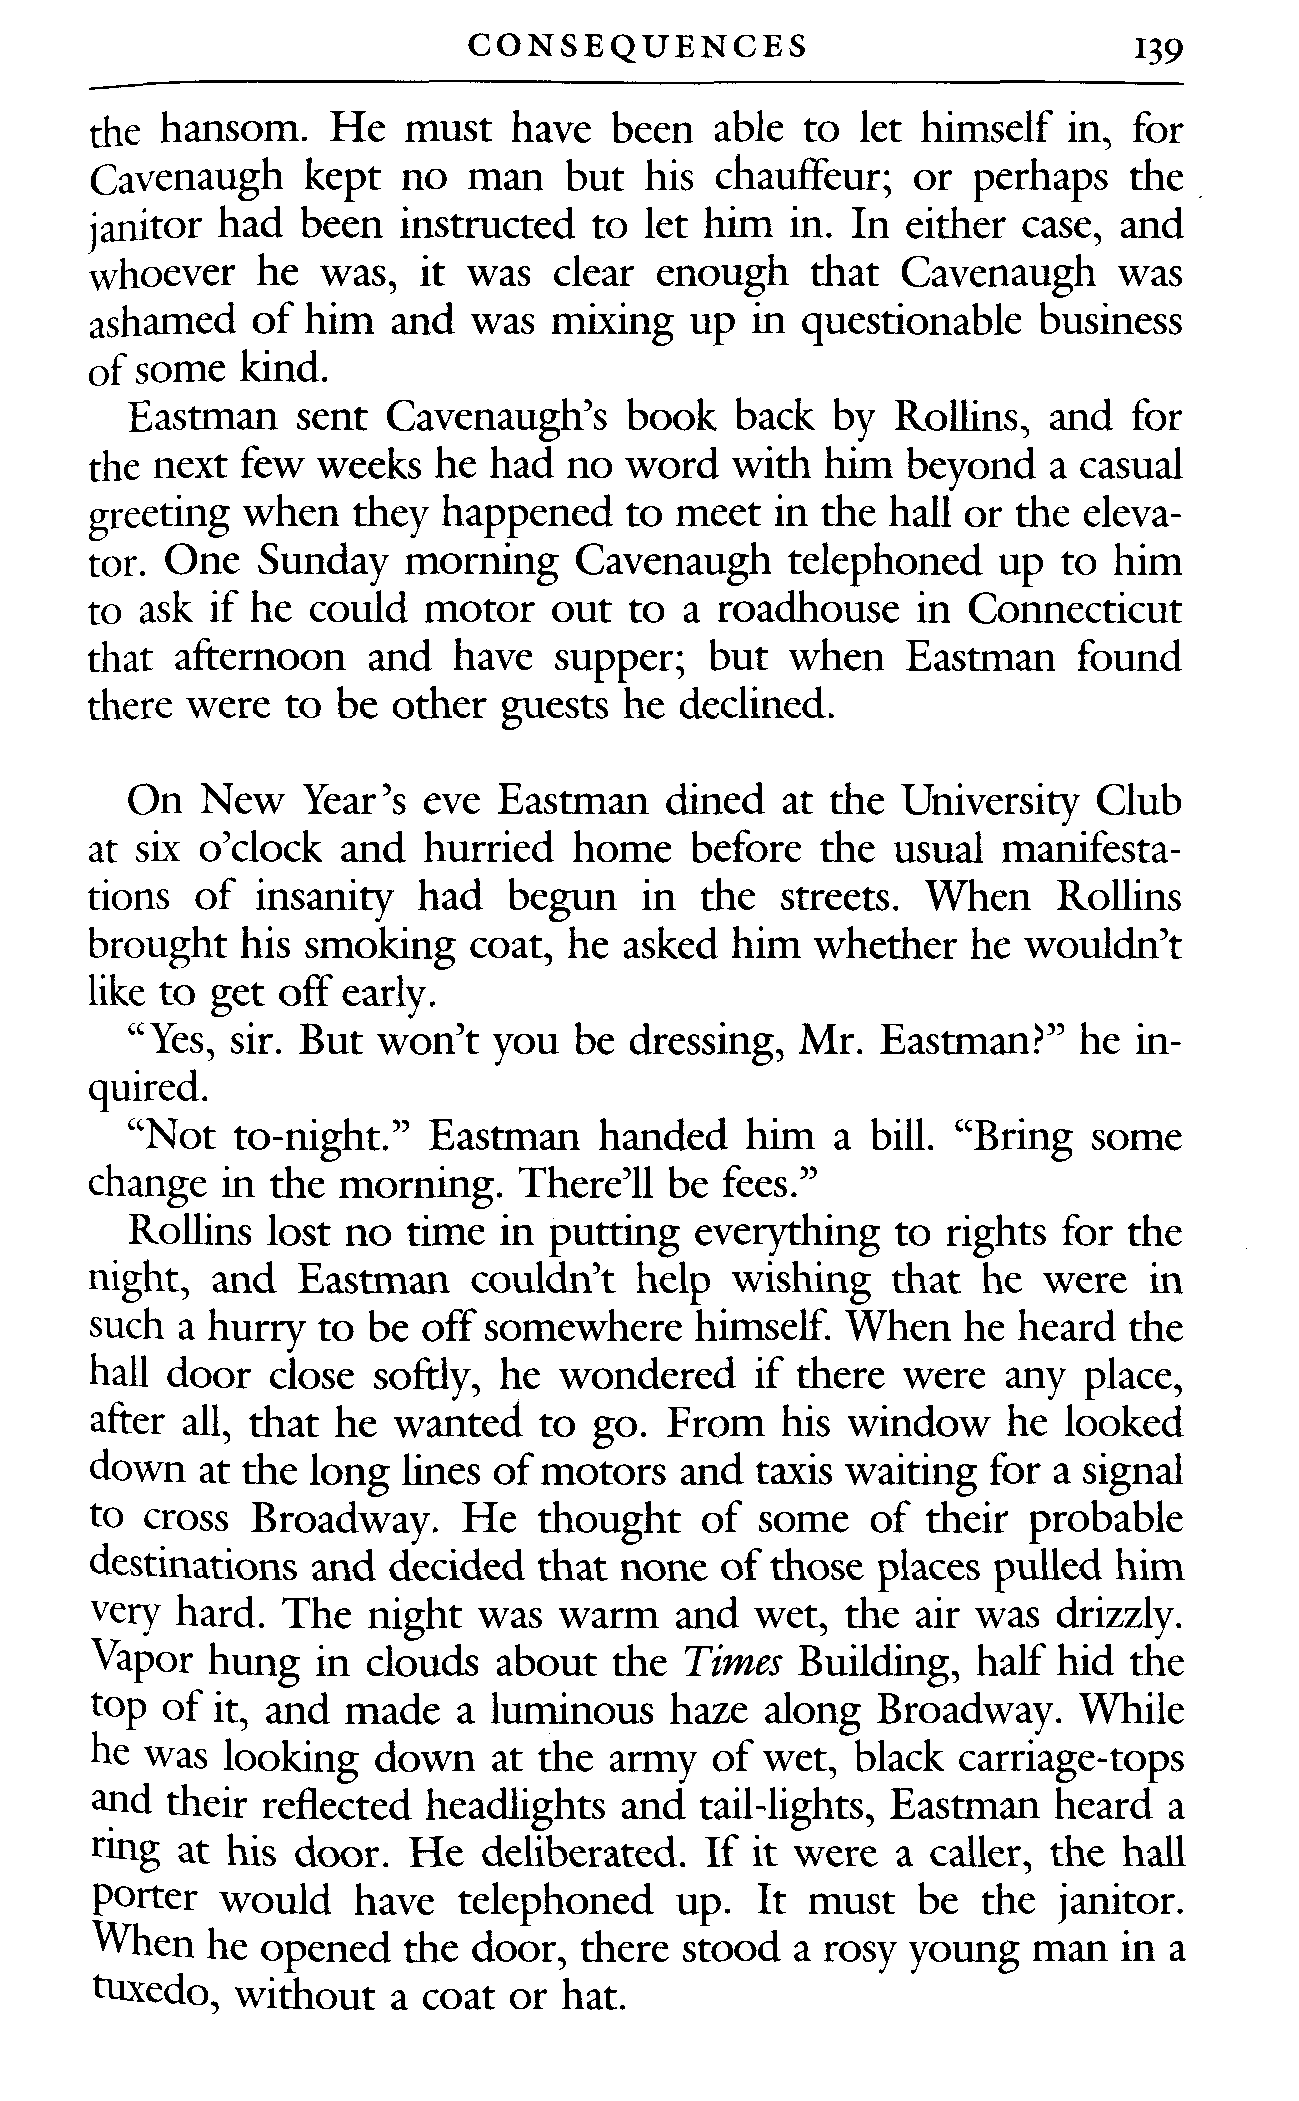 CONSEQUENCES 139
the hansom. He must have been able to let himself in, for
Cavenaugh kept no man but his chauffeur; or perhaps the
janitor had been instructed to let him in. In either case, and
whoever he was, it was clear enough that Cavenaugh was
ashamed of him and was mixing up in questionable business
of some kind.
Eastman sent Cavenaugh's book back by Rollins, and for
the next few weeks he had no word with him beyond a casual
greeting when they happened to meet in the hall or the eleva-
tor. One Sunday morning Cavenaugh telephoned up to him
to ask if he could motor out to a roadhouse in Connecticut
that afternoon and have supper; but when Eastman found
there were to be other guests he declined.
On New Year's eve Eastman dined at the University Club
at six o'clock and hurried home before the usual manifesta-
tions of insanity had begun in the streets. When Rollins
brought his smoking coat, he asked him whether he wouldn't
like to get off early.
“Yes, sir. But won't you be dressing, Mr. Eastman?” he in-
quired.
“Not to-night.” Eastman handed him a bill. “Bring some
change in the morning. There'll be fees.”
Rollins lost no time in putting everything to rights for the
night, and Eastman couldn't help wishing that he were in
such a hurry to be off somewhere himself. When he heard the
hall door close softly, he wondered if there were any place,
after all, that he wanted to go. From his window he looked
down at the long lines of motors and taxis waiting for a signal
to cross Broadway. He thought of some of their probable
destinations and decided that none of those places pulled him
very hard. The night was warm and wet, the air was drizzly.
Vapor hung in clouds about the Times Building, half hid the
top of it, and made a luminous haze along Broadway. While
he was looking down at the army of wet, black carriage-tops
and their reflected headlights and tail-lights, Eastman heard a
ring at his door. He deliberated. If it were a caller, the hall
porter would have telephoned up. It must be the janitor.
When he opened the door, there stood a rosy young man in a
tuxedo, without a coat or hat.